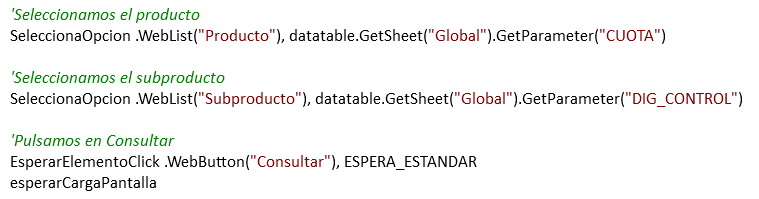 'Seleccionamos el producto
SeleccionaOpcion .WebList("Producto"), datatable.GetSheet("Global").GetParameter("CUOTA")
'Seleccionamos el subproducto
SeleccionaOpcion .WebList("Subproducto"), datatable.GetSheet("Global").GetParameter("DIG_CONTROL")
'Pulsamos en Consultar
EsperarElementoClick .WebButton("Consultar"), ESPERA_ESTANDAR
esperarCargaPantalla